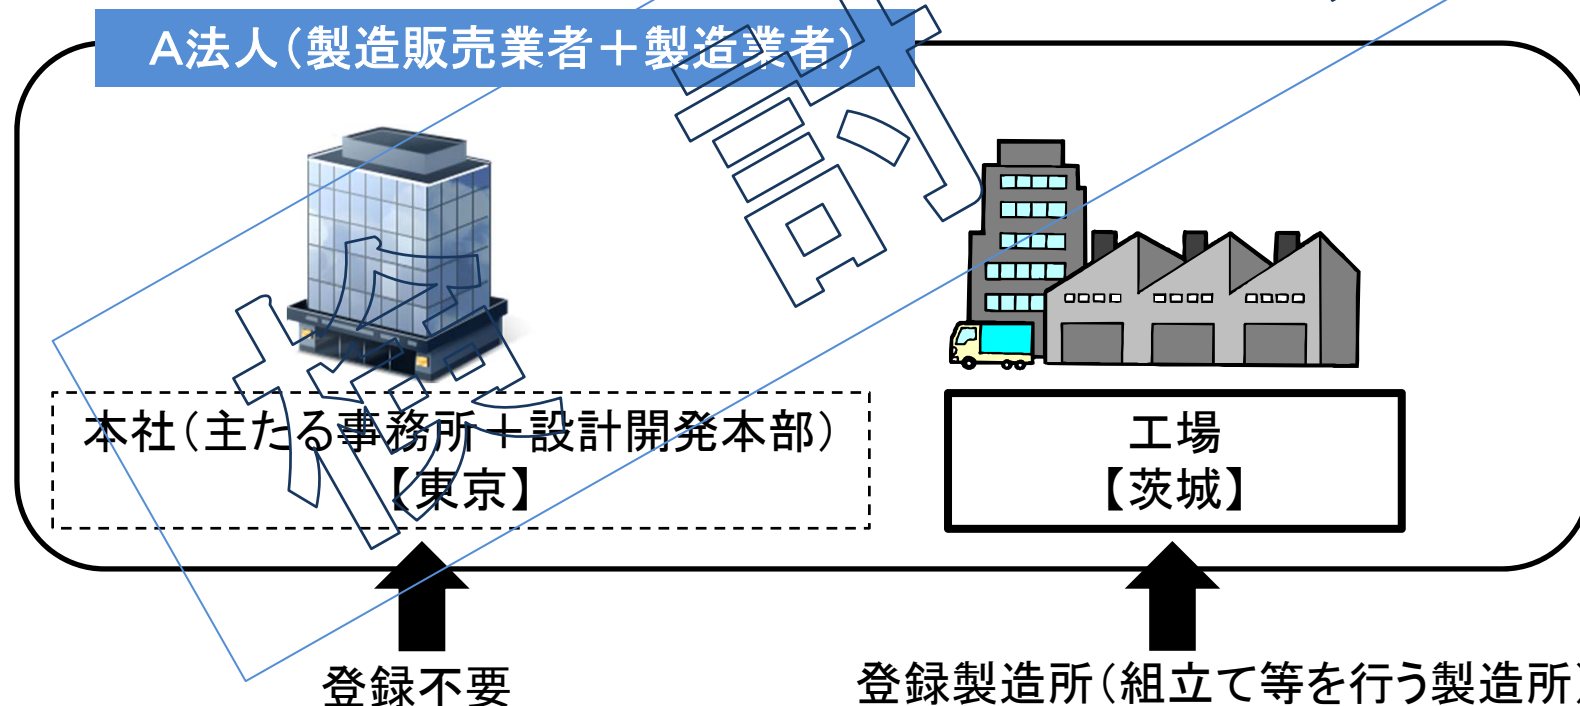 A法人(製造販売業者+製造業者)
本社(主たる事務所+設計開発本部)
【東京】
工場
【茨城】
登録不要
登録製造所(組立て等を行う製造所)